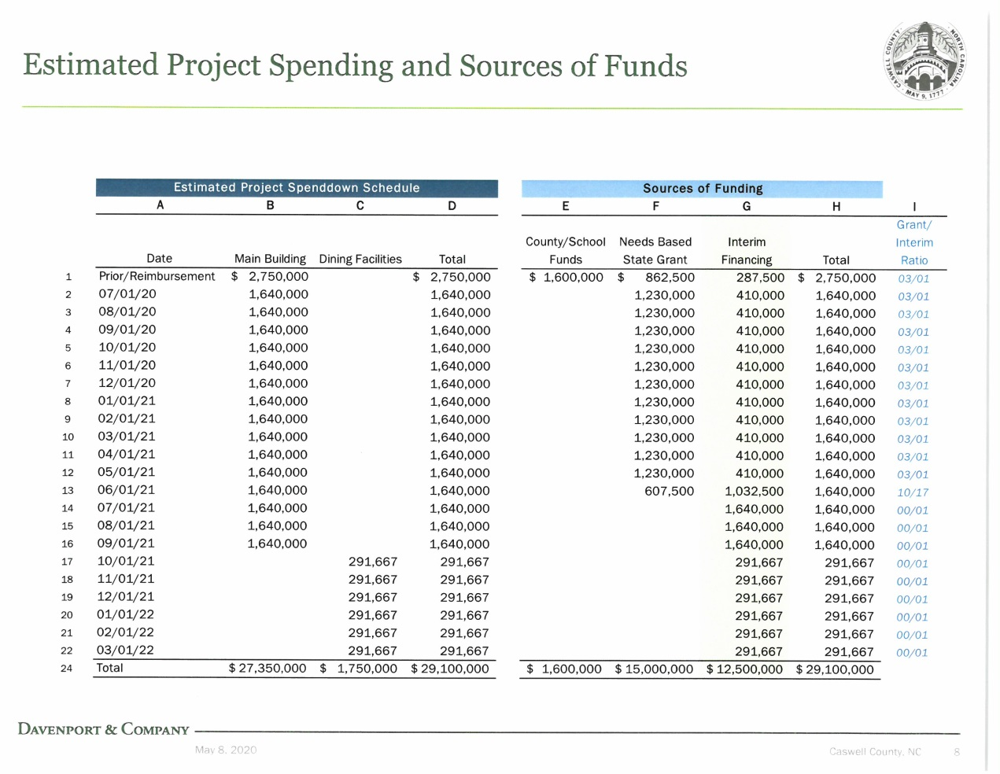 Estimated Project Spending and Sources of Funds
CASWELL COUNTY · NORTH CAROLINA
· MAY 9, 1777 ·
Estimated Project Spenddown Schedule Sources of Funding
A B C D E F G H I
Grant/
County/School Needs Based Interim Interim
Date Main Building Dining Facilities Total Funds State Grant Financing Total Ratio
1 Prior/Reimbursement $ 2,750,000 $ 2,750,000 $ 1,600,000 $ 862,500 287,500 $ 2,750,000 03/01
2 07/01/20 1,640,000 1,640,000 1,230,000 410,000 1,640,000 03/01
3 08/01/20 1,640,000 1,640,000 1,230,000 410,000 1,640,000 03/01
4 09/01/20 1,640,000 1,640,000 1,230,000 410,000 1,640,000 03/01
5 10/01/20 1,640,000 1,640,000 1,230,000 410,000 1,640,000 03/01
6 11/01/20 1,640,000 1,640,000 1,230,000 410,000 1,640,000 03/01
7 12/01/20 1,640,000 1,640,000 1,230,000 410,000 1,640,000 03/01
8 01/01/21 1,640,000 1,640,000 1,230,000 410,000 1,640,000 03/01
9 02/01/21 1,640,000 1,640,000 1,230,000 410,000 1,640,000 03/01
10 03/01/21 1,640,000 1,640,000 1,230,000 410,000 1,640,000 03/01
11 04/01/21 1,640,000 1,640,000 1,230,000 410,000 1,640,000 03/01
12 05/01/21 1,640,000 1,640,000 1,230,000 410,000 1,640,000 03/01
13 06/01/21 1,640,000 1,640,000 607,500 1,032,500 1,640,000 10/17
14 07/01/21 1,640,000 1,640,000 1,640,000 1,640,000 00/01
15 08/01/21 1,640,000 1,640,000 1,640,000 1,640,000 00/01
16 09/01/21 1,640,000 1,640,000 1,640,000 1,640,000 00/01
17 10/01/21 291,667 291,667 291,667 291,667 00/01
18 11/01/21 291,667 291,667 291,667 291,667 00/01
19 12/01/21 291,667 291,667 291,667 291,667 00/01
20 01/01/22 291,667 291,667 291,667 291,667 00/01
21 02/01/22 291,667 291,667 291,667 291,667 00/01
22 03/01/22 291,667 291,667 291,667 291,667 00/01
24 Total $ 27,350,000 $ 1,750,000 $ 29,100,000 $ 1,600,000 $ 15,000,000 $ 12,500,000 $ 29,100,000
DAVENPORT & COMPANY
May 8, 2020 Caswell County, NC 8